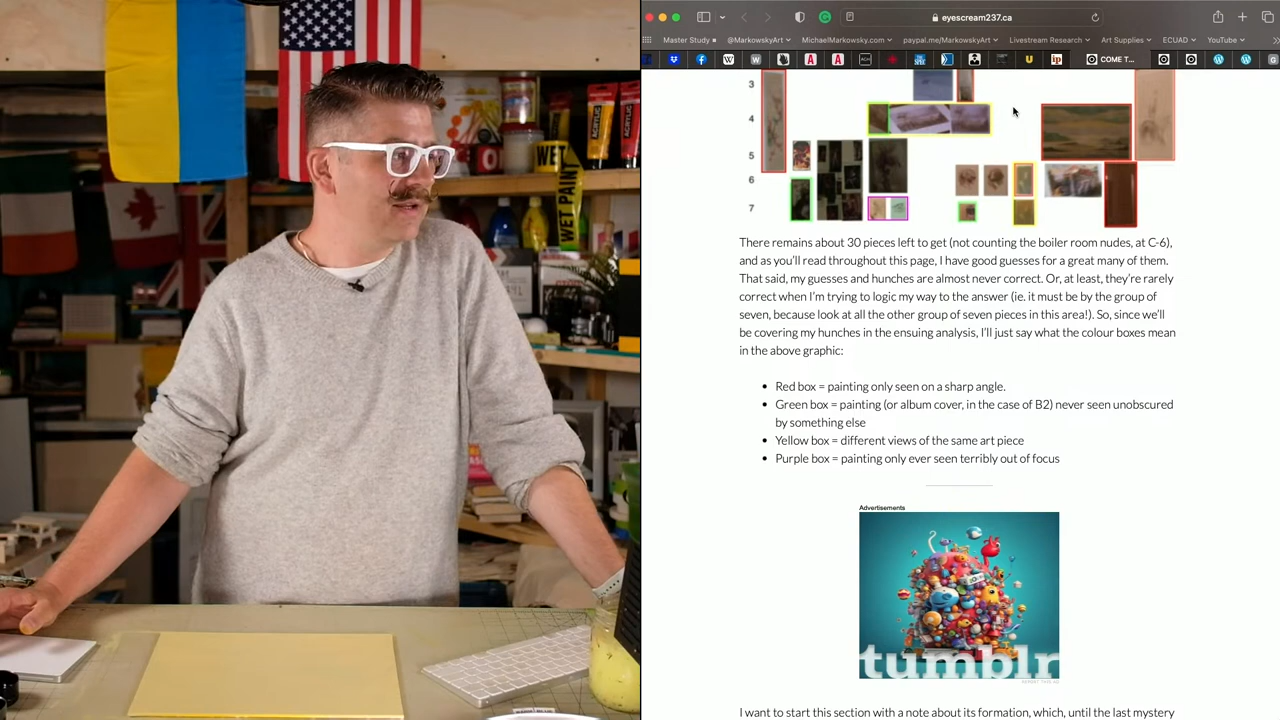 eyescream237.ca
Master Study
@MarkowskyArt
MichaelMarkowsky.com
paypal.me/MarkowskyArt
Livestream Research
Art Supplies
ECUAD
YouTube
COME T...
3
4
5
6
7
There remains about 30 pieces left to get (not counting the boiler room nudes, at C-6),
and as you'll read throughout this page, I have good guesses for a great many of them.
That said, my guesses and hunches are almost never correct. Or, at least, they're rarely
correct when I'm trying to logic my way to the answer (ie. it must be by the group of
seven, because look at all the other group of seven pieces in this area!). So, since we'll
be covering my hunches in the ensuing analysis, I'll just say what the colour boxes mean
in the above graphic:
• Red box = painting only seen on a sharp angle.
• Green box = painting (or album cover, in the case of B2) never seen unobscured
by something else
• Yellow box = different views of the same art piece
• Purple box = painting only ever seen terribly out of focus
Advertisements
tumblr
I want to start this section with a note about its formation, which, until the last mystery
WET PAINT
WET
ACRYLIC
ACRYLIC